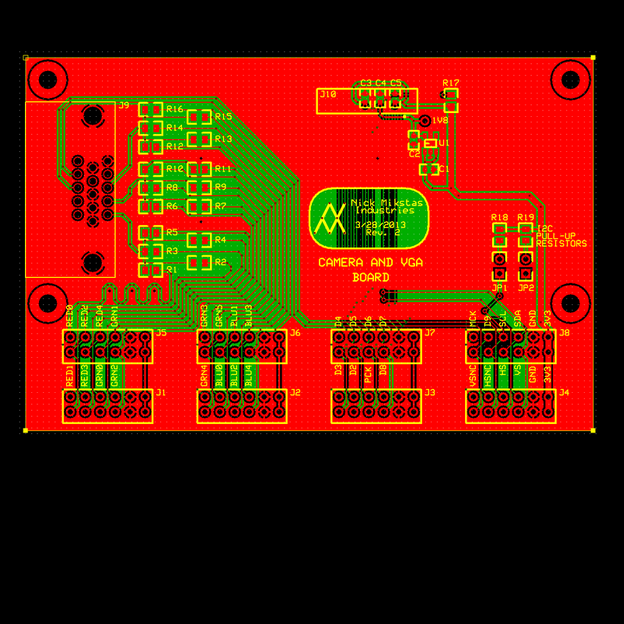 C3 C4 C5
R17
J10
J9
R16
R15
1V8
R14
R13
U1
R12
C2
R10
R11
C1
R8
R9
R6
R7
Nick Mikstas
Industries
3/28/2013
Rev. 2
R18 R19
R5
I2C
PULL-UP
RESISTORS
R4
R3
CAMERA AND VGA
BOARD
R2
R1
JP1 JP2
RED0 RED2 RED4 GRN1
GRN3 GRN5 BLU1 BLU3
D4 D5 D6 D7
MCK D9 SCL SDA GND 3V3
J5
J6
J7
J8
RED1 RED3 GRN0 GRN2
GRN4 BLU0 BLU2 BLU4
D3 D2 PCK D8
VSNC HSNC HS VS GND 3V3
J1
J2
J3
J4